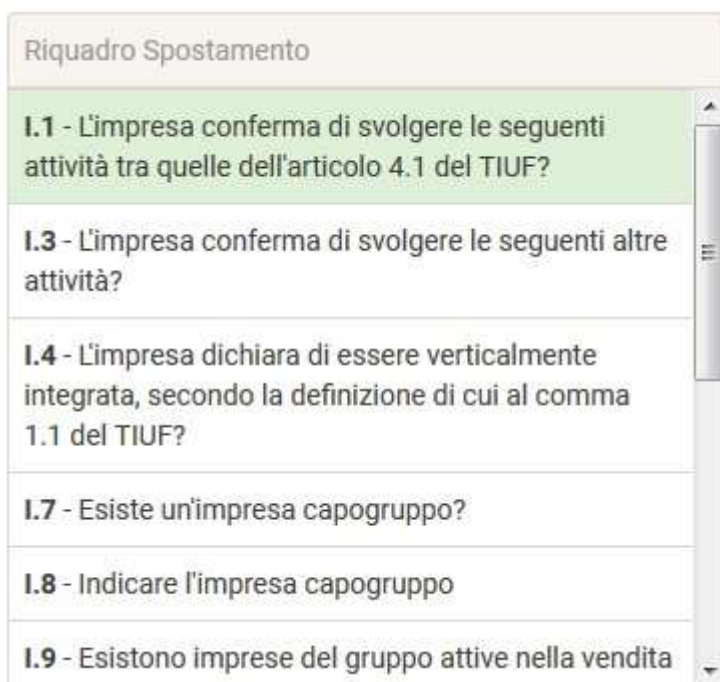 Riquadro Spostamento
I.1 - L'impresa conferma di svolgere le seguenti
attività tra quelle dell'articolo 4.1 del TIUF?
I.3 - L'impresa conferma di svolgere le seguenti altre
attività?
I.4 - L'impresa dichiara di essere verticalmente
integrata, secondo la definizione di cui al comma
1.1 del TIUF?
I.7 - Esiste un'impresa capogruppo?
I.8 - Indicare l'impresa capogruppo
I.9 - Esistono imprese del gruppo attive nella vendita